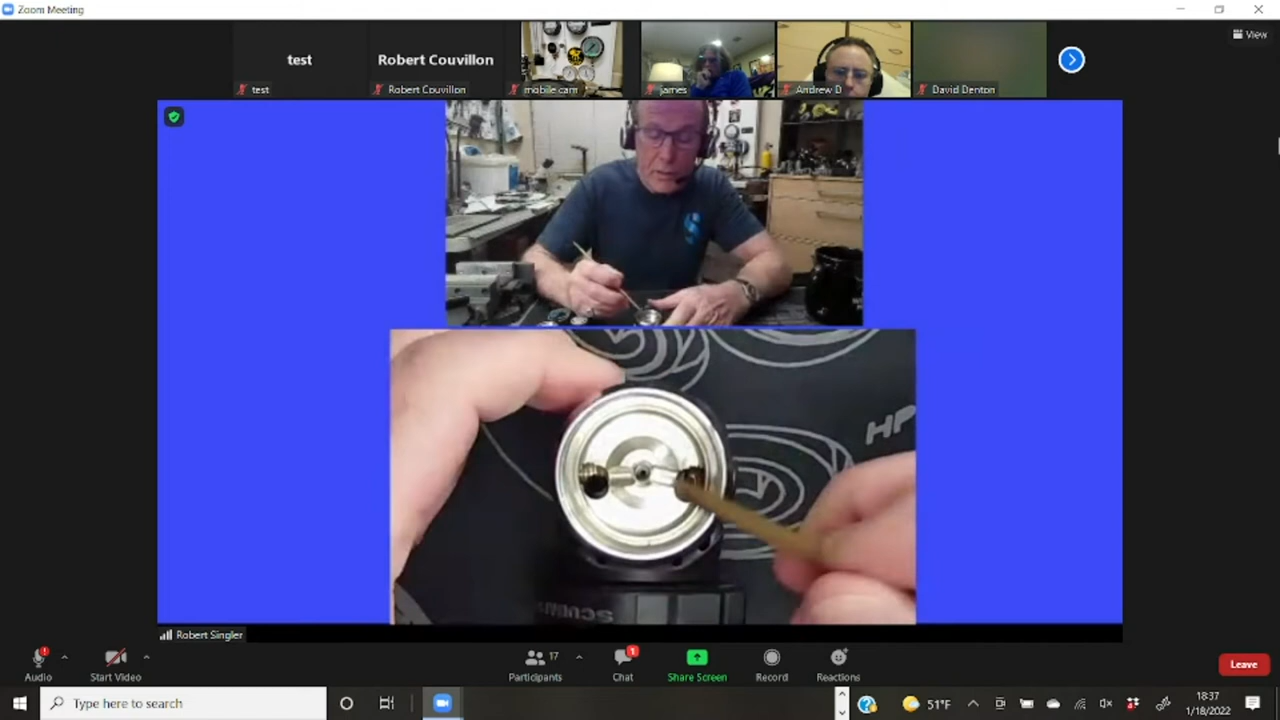 Zoom Meeting
View
test
Robert Couvillon
test
Robert Couvillon
mobile cam
james
Andrew D
David Denton
HP
SCUBA
Robert Singler
17
1
Audio
Start Video
Participants
Chat
Share Screen
Record
Reactions
Leave
Type here to search
51°F
18:37
1/18/2022